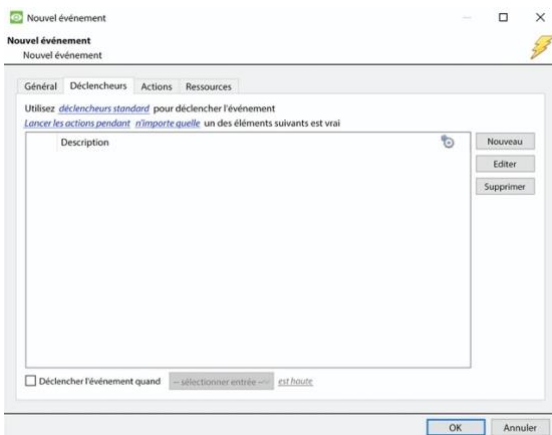 Nouvel événement
Nouvel événement
Nouvel événement
Général Déclencheurs Actions Ressources
Utilisez déclencheurs standard pour déclencher l'événement
Lancer les actions pendant n'importe quelle un des éléments suivants est vrai
Description
Nouveau
Editer
Supprimer
Déclencher l'événement quand -- sélectionner entrée -- est haute
OK Annuler